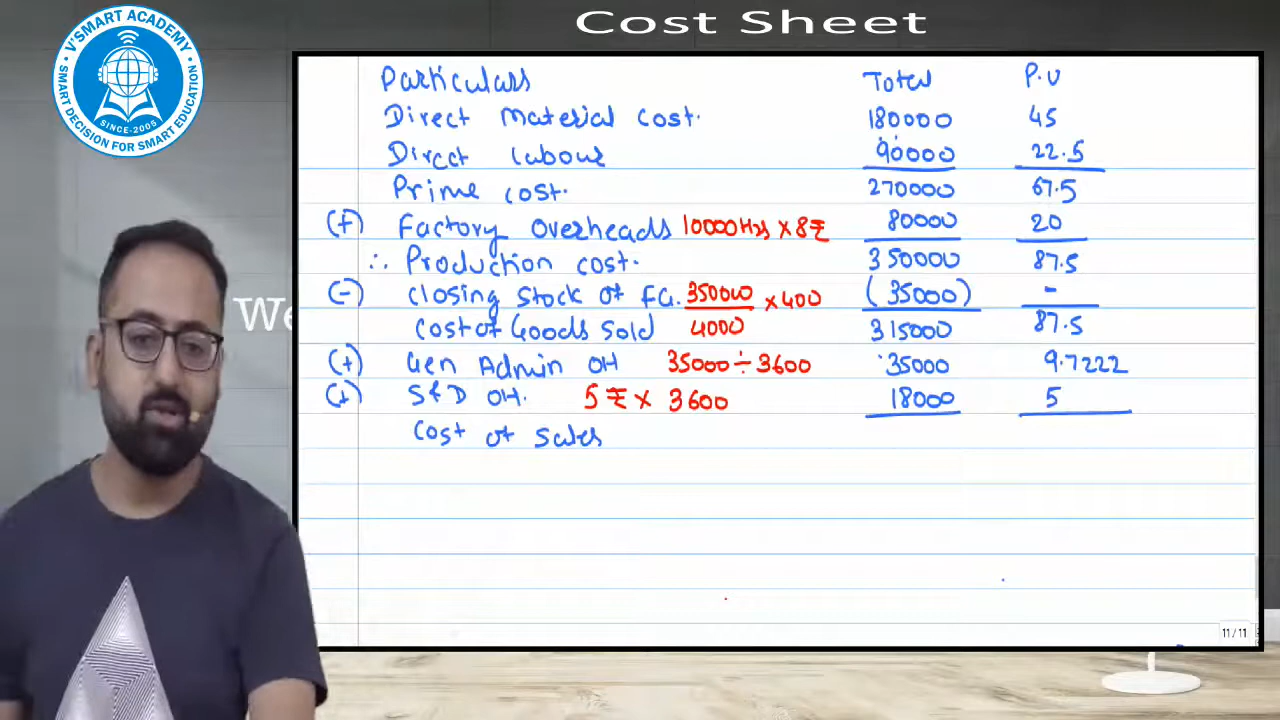 Cost Sheet
V'SMART ACADEMY
SMART DECISION FOR SMART EDUCATION
SINCE-2005
We
Particulars Total P.U
Direct Material Cost. 180000 45
Direct labour 90000 22.5
Prime cost. 270000 67.5
(+) Factory Overheads 10000Hrs x 8₹ 80000 20
∴ Production cost. 350000 87.5
(-) Closing Stock of FG. 350000/4000 x 400 (35000) -
Cost of Goods Sold 315000 87.5
(+) Gen Admin OH 35000 ÷ 3600 35000 9.7222
(+) S&D OH. 5 ₹ x 3600 18000 5
Cost of Sales
11/11